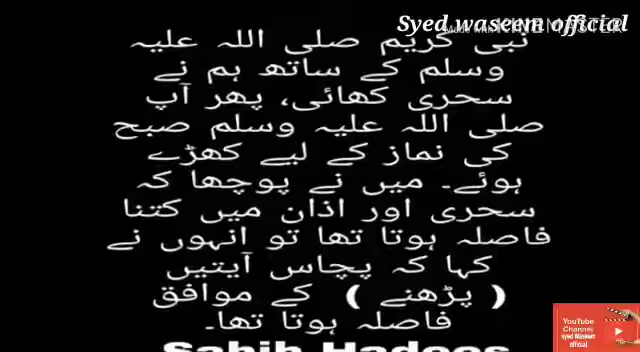 Syed waseem official
Made with KINEMASTER
نبی کریم صلی اللہ علیہ
وسلم کے ساتھ ہم نے
سحری کھائی، پھر آپ
صلی اللہ علیہ وسلم صبح
کی نماز کے لیے کھڑے
ہوئے۔ میں نے پوچھا کہ
سحری اور اذان میں کتنا
فاصلہ ہوتا تھا تو انہوں نے
کہا کہ پچاس آیتیں
( پڑھنے ) کے موافق
فاصلہ ہوتا تھا۔
Sahih Hadees
YouTube
Channel
syed Waseem
official